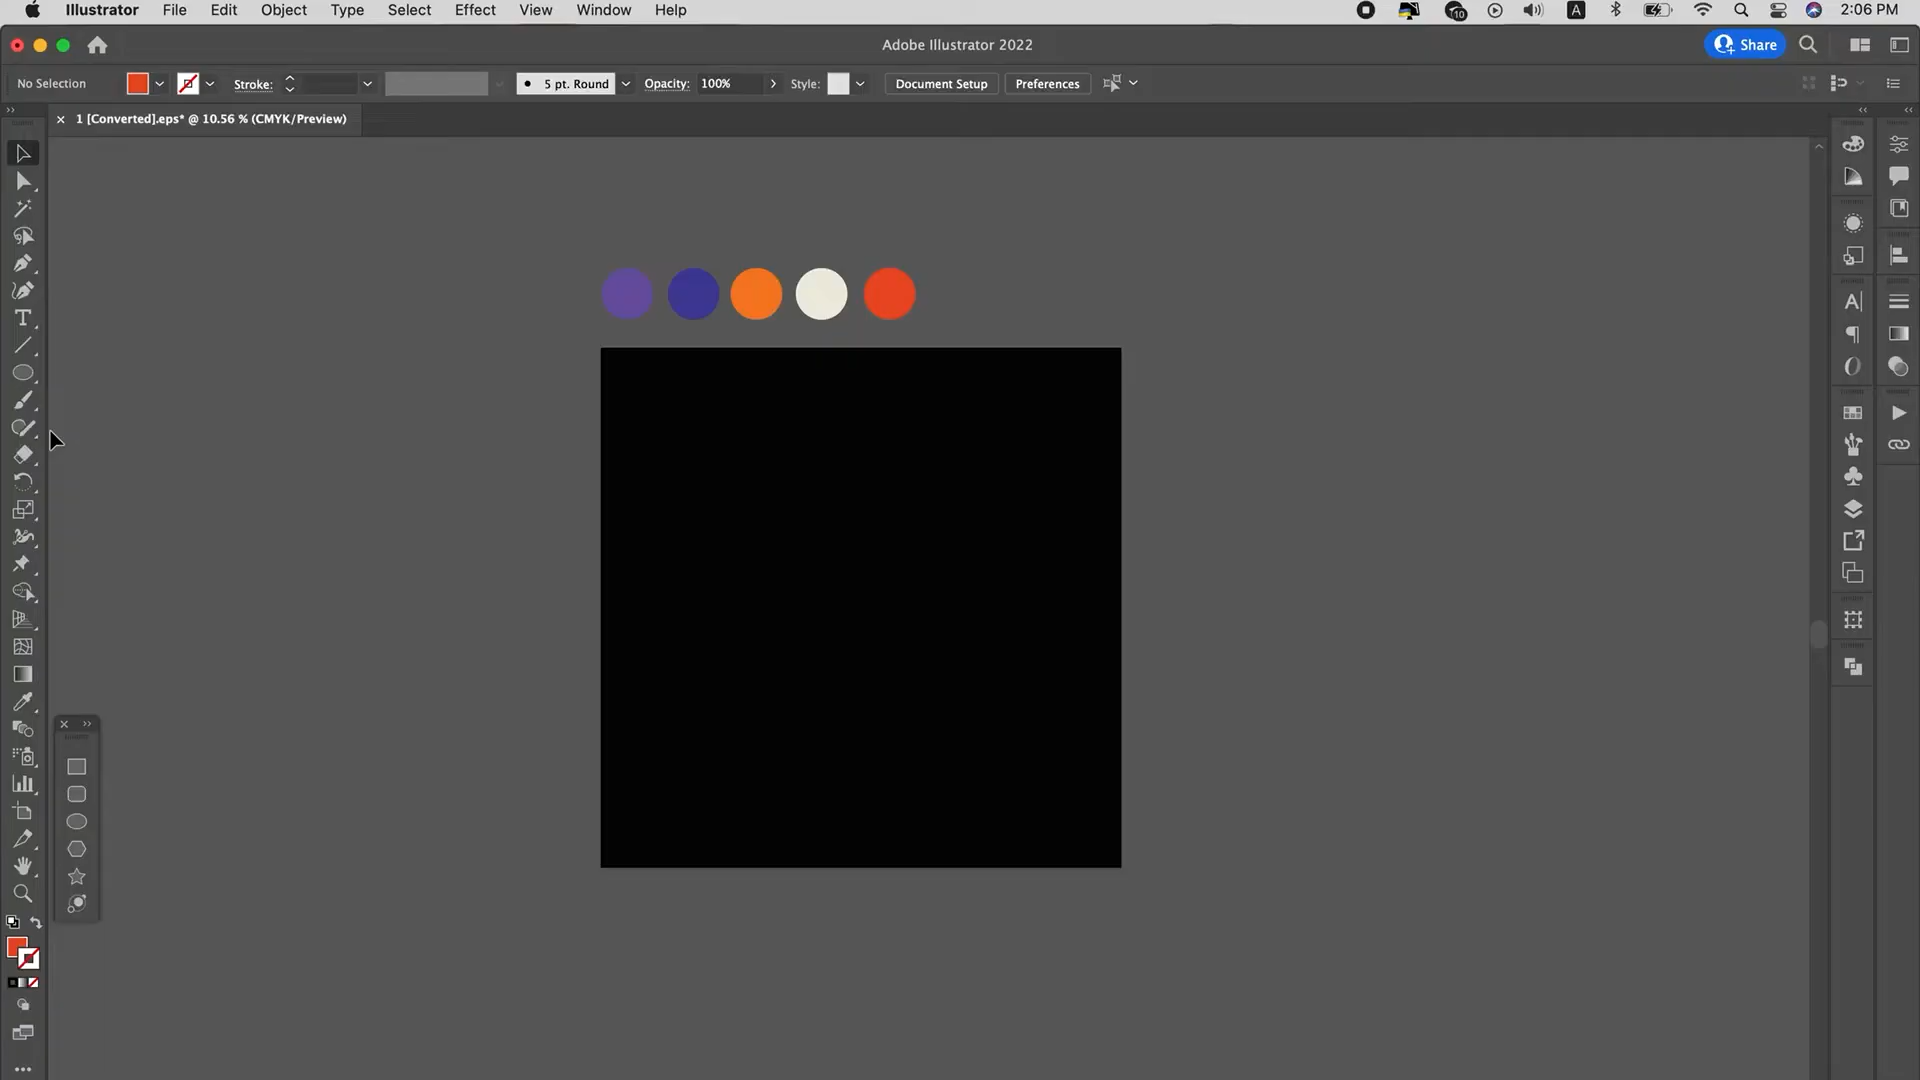 Illustrator File Edit Object Type Select Effect View Window Help
10 A 2:06 PM
Adobe Illustrator 2022
Share
No Selection
Stroke:
5 pt. Round
Opacity: 100%
Style:
Document Setup
Preferences
1 [Converted].eps* @ 10.56 % (CMYK/Preview)